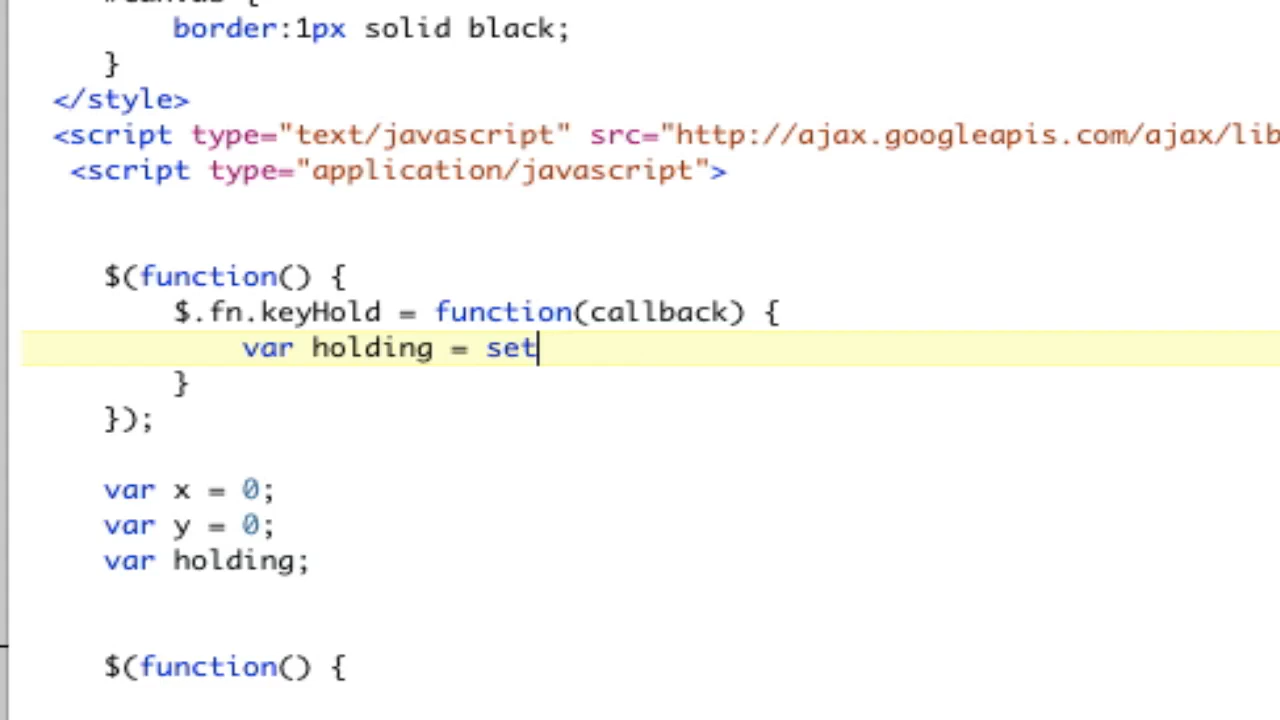 border:1px solid black;
}
</style>
<script type="text/javascript" src="http://ajax.googleapis.com/ajax/lib
<script type="application/javascript">
$(function() {
$.fn.keyHold = function(callback) {
var holding = set
}
});
var x = 0;
var y = 0;
var holding;
$(function() {